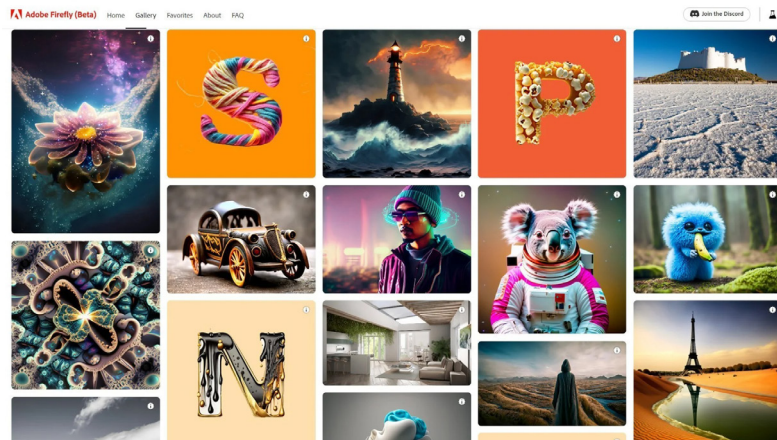 Adobe Firefly (Beta) Home Gallery Favorites About FAQ Join the Discord
S
P
N